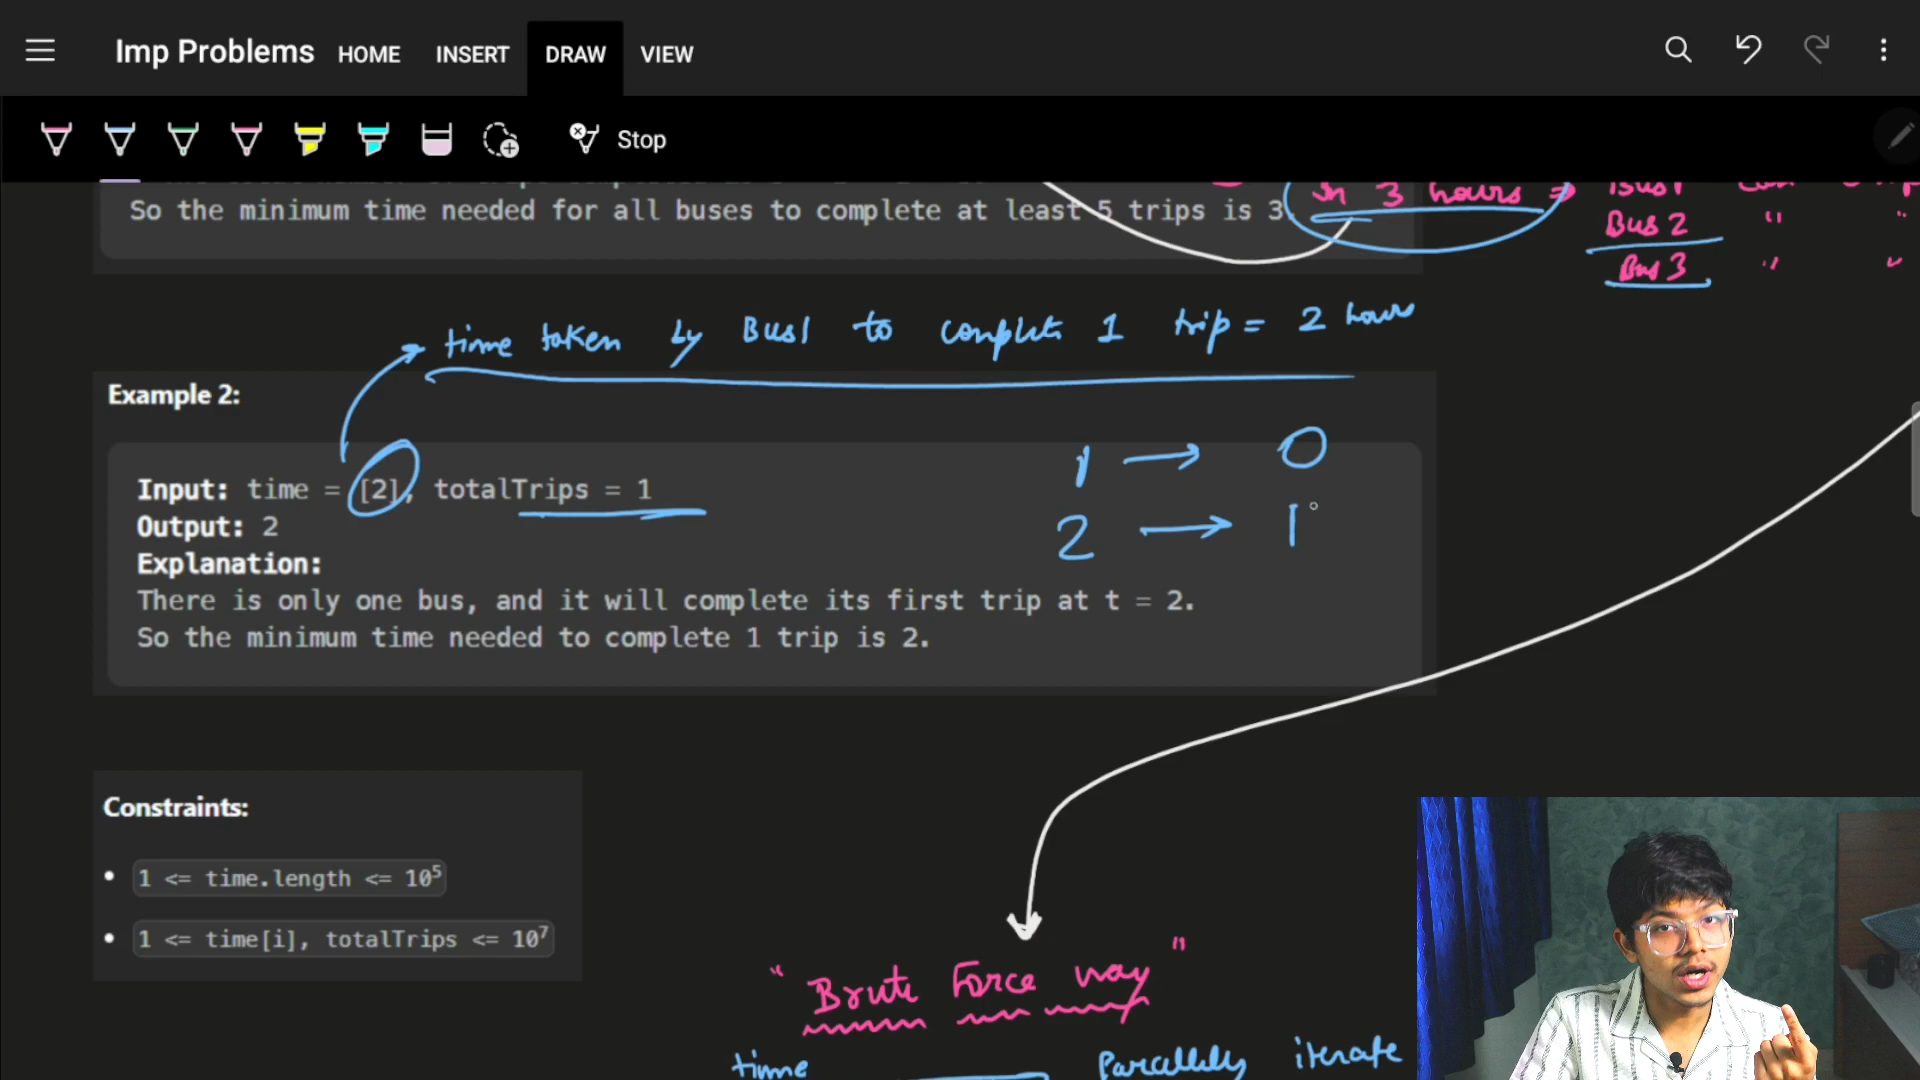 Imp Problems HOME INSERT DRAW VIEW
Stop
So the minimum time needed for all buses to complete at least 5 trips is 3.
In 3 hours ⇒ Bus1
Bus 2 " "
Bus 3 " "
time taken by Bus1 to complete 1 trip = 2 hours
Example 2:
Input: time = [2], totalTrips = 1
Output: 2
Explanation:
There is only one bus, and it will complete its first trip at t = 2.
So the minimum time needed to complete 1 trip is 2.
1 → 0
2 → 1
Constraints:
1 <= time.length <= 10⁵
1 <= time[i], totalTrips <= 10⁷
" Brute Force way "
time Parallelly iterate